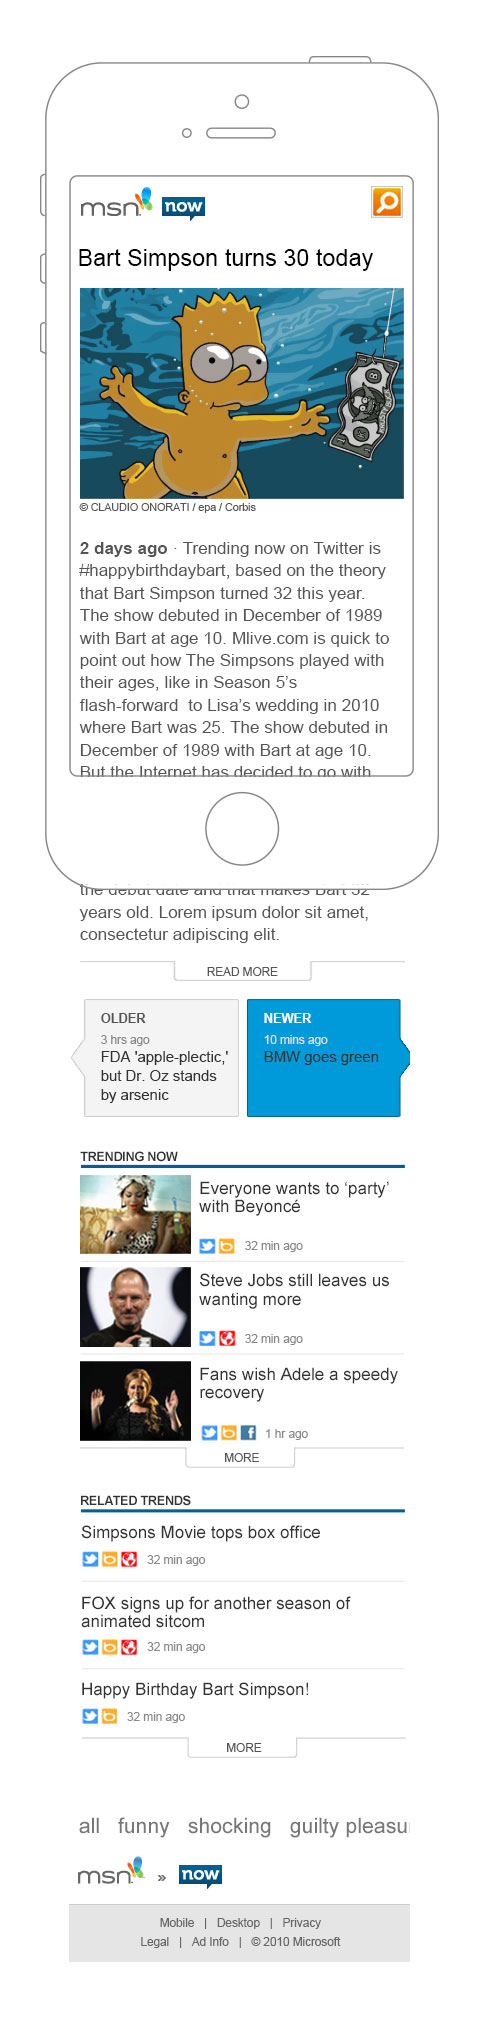 msn now
Bart Simpson turns 30 today
© CLAUDIO ONORATI / epa / Corbis
2 days ago · Trending now on Twitter is
#happybirthdaybart, based on the theory
that Bart Simpson turned 32 this year.
The show debuted in December of 1989
with Bart at age 10. Mlive.com is quick to
point out how The Simpsons played with
their ages, like in Season 5’s
flash-forward  to Lisa’s wedding in 2010
where Bart was 25. The show debuted in
December of 1989 with Bart at age 10.
But the Internet has decided to go with
the debut date and that makes Bart 32
years old. Lorem ipsum dolor sit amet,
consectetur adipiscing elit.
READ MORE
OLDER
3 hrs ago
FDA 'apple-plectic,'
but Dr. Oz stands
by arsenic
NEWER
10 mins ago
BMW goes green
TRENDING NOW
Everyone wants to ‘party’
with Beyoncé
32 min ago
Steve Jobs still leaves us
wanting more
32 min ago
Fans wish Adele a speedy
recovery
1 hr ago
MORE
RELATED TRENDS
Simpsons Movie tops box office
32 min ago
FOX signs up for another season of
animated sitcom
32 min ago
Happy Birthday Bart Simpson!
32 min ago
MORE
all funny shocking guilty pleasu
msn » now
Mobile | Desktop | Privacy
Legal | Ad Info | © 2010 Microsoft